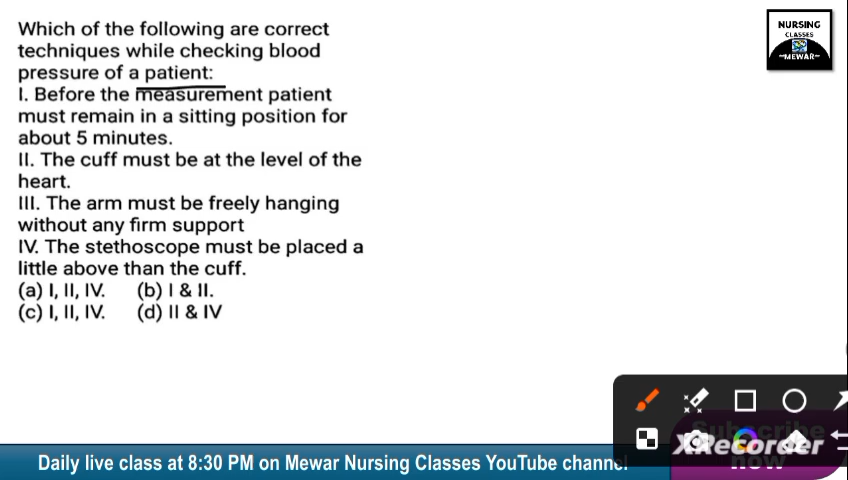 Which of the following are correct
techniques while checking blood
pressure of a patient:
I. Before the measurement patient
must remain in a sitting position for
about 5 minutes.
II. The cuff must be at the level of the
heart.
III. The arm must be freely hanging
without any firm support
IV. The stethoscope must be placed a
little above than the cuff.
(a) I, II, IV. (b) I & II.
(c) I, II, IV. (d) II & IV
NURSING
CLASSES
~MEWAR~
Subscribe
now
XRecorder
Daily live class at 8:30 PM on Mewar Nursing Classes YouTube channel